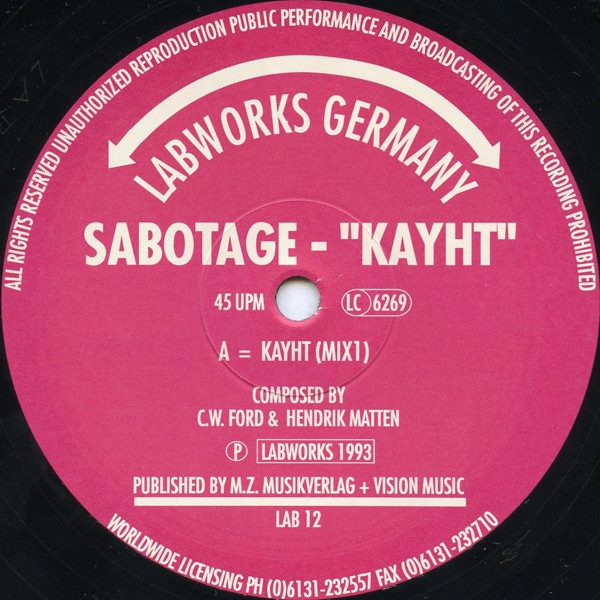 ALL RIGHTS RESERVED UNAUTHORIZED REPRODUCTION PUBLIC PERFORMANCE AND BROADCASTING OF THIS RECORDING PROHIBITED
LABWORKS GERMANY
SABOTAGE - "KAYHT"
45 UPM LC 6269
A = KAYHT (MIX1)
COMPOSED BY
C.W. FORD & HENDRIK MATTEN
P LABWORKS 1993
PUBLISHED BY M.Z. MUSIKVERLAG + VISION MUSIC
LAB 12
WORLDWIDE LICENSING PH (0)6131-232557 FAX (0)6131-232710